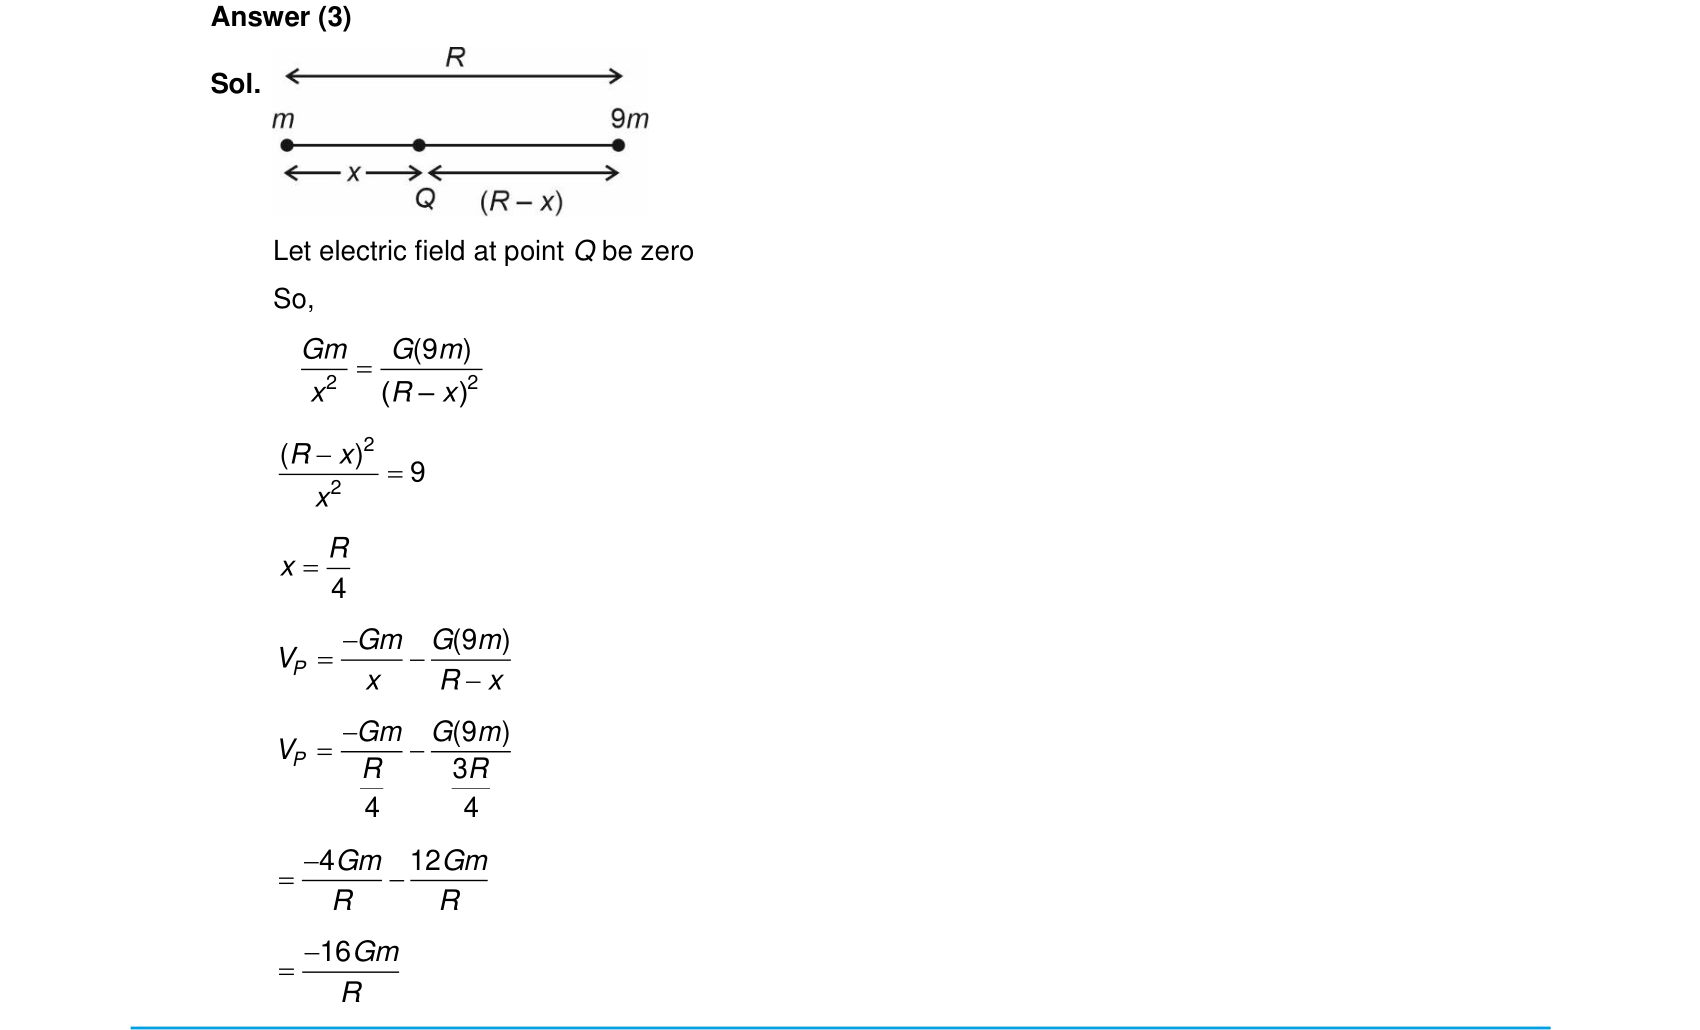 Answer (3)
R
Sol.
m 9m
x
Q (R – x)
Let electric field at point Q be zero
So,
Gm/x² = G(9m)/(R – x)²
(R – x)²/x² = 9
x = R/4
V_P = –Gm/x – G(9m)/(R – x)
V_P = –Gm/(R/4) – G(9m)/(3R/4)
= –4Gm/R – 12Gm/R
= –16Gm/R